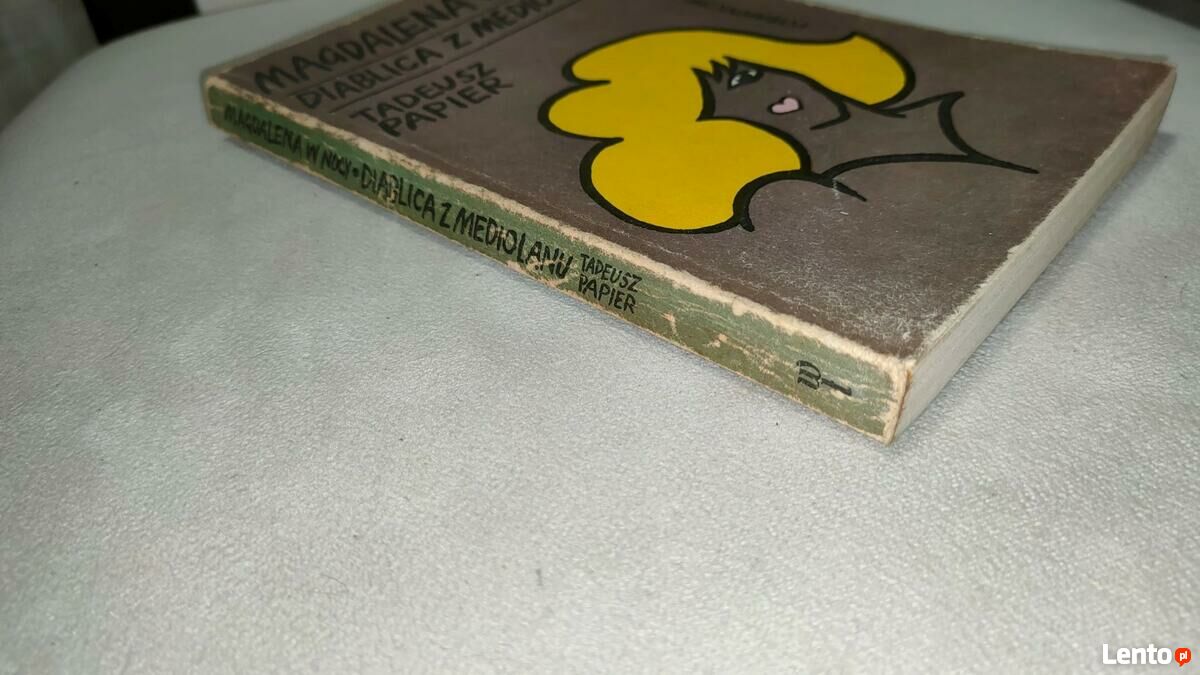 MAGDALENA
DIABLICA Z MEDIO
TADEUSZ
PAPIER
MAGDALENA W NOCY • DIABLICA Z MEDIOLANU
TADEUSZ
PAPIER
Lento pl